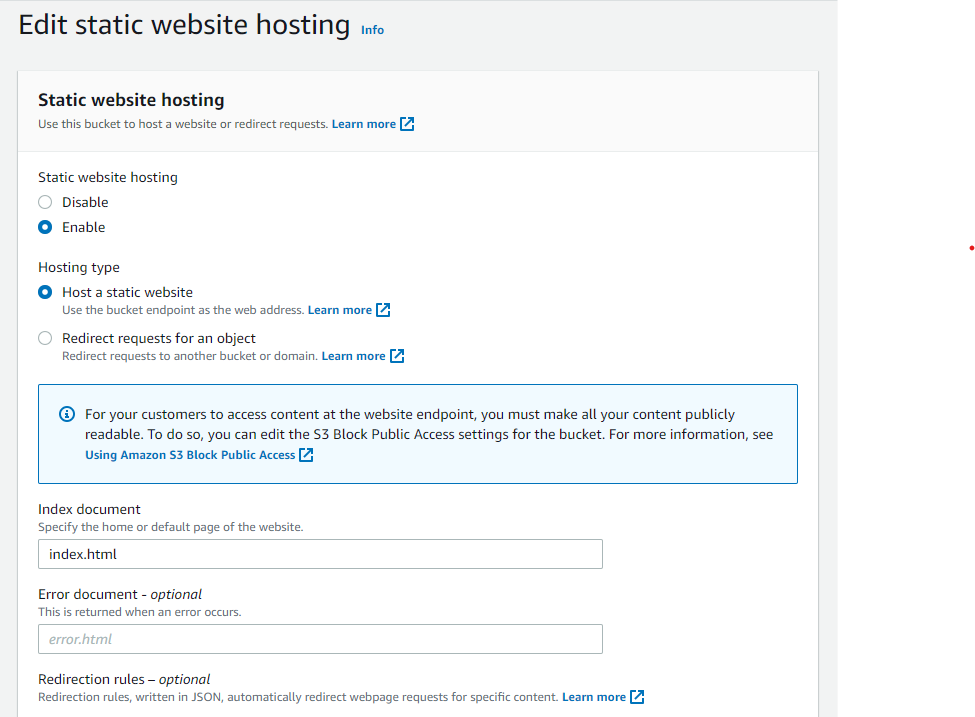 Edit static website hosting Info
Static website hosting
Use this bucket to host a website or redirect requests. Learn more
Static website hosting
Disable
Enable
Hosting type
Host a static website
Use the bucket endpoint as the web address. Learn more
Redirect requests for an object
Redirect requests to another bucket or domain. Learn more
For your customers to access content at the website endpoint, you must make all your content publicly
readable. To do so, you can edit the S3 Block Public Access settings for the bucket. For more information, see
Using Amazon S3 Block Public Access
Index document
Specify the home or default page of the website.
index.html
Error document - optional
This is returned when an error occurs.
error.html
Redirection rules – optional
Redirection rules, written in JSON, automatically redirect webpage requests for specific content. Learn more